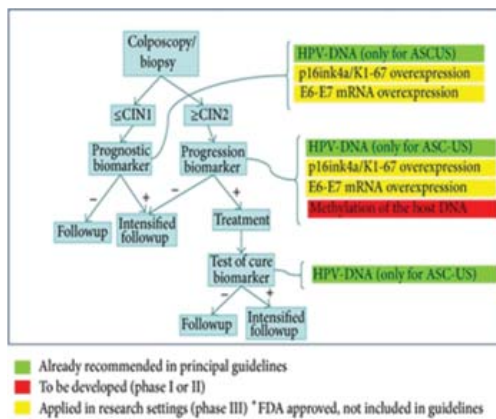 Colposcopy/
biopsy
≤CIN1
≥CIN2
Prognostic
biomarker
Progression
biomarker
−
+
−
+
Followup
Intensified
followup
Treatment
Test of cure
biomarker
−
+
Followup
Intensified
followup
HPV-DNA (only for ASCUS)
p16ink4a/K1-67 overexpression
E6-E7 mRNA overexpression
HPV-DNA (only for ASC-US)
p16ink4a/K1-67 overexpression
E6-E7 mRNA overexpression
Methylation of the host DNA
HPV-DNA (only for ASC-US)
Already recommended in principal guidelines
To be developed (phase I or II)
Applied in research settings (phase III) *FDA approved, not included in guidelines